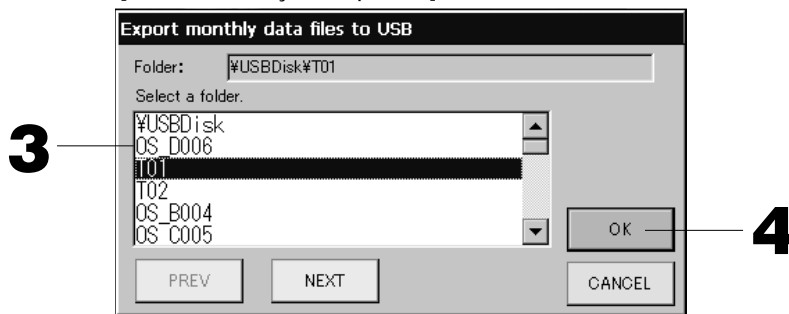 Export monthly data files to USB
Folder: ¥USBDisk¥T01
Select a folder.
¥USBDisk
OS_D006
T01
T02
OS_B004
OS_C005
3
OK
4
PREV
NEXT
CANCEL